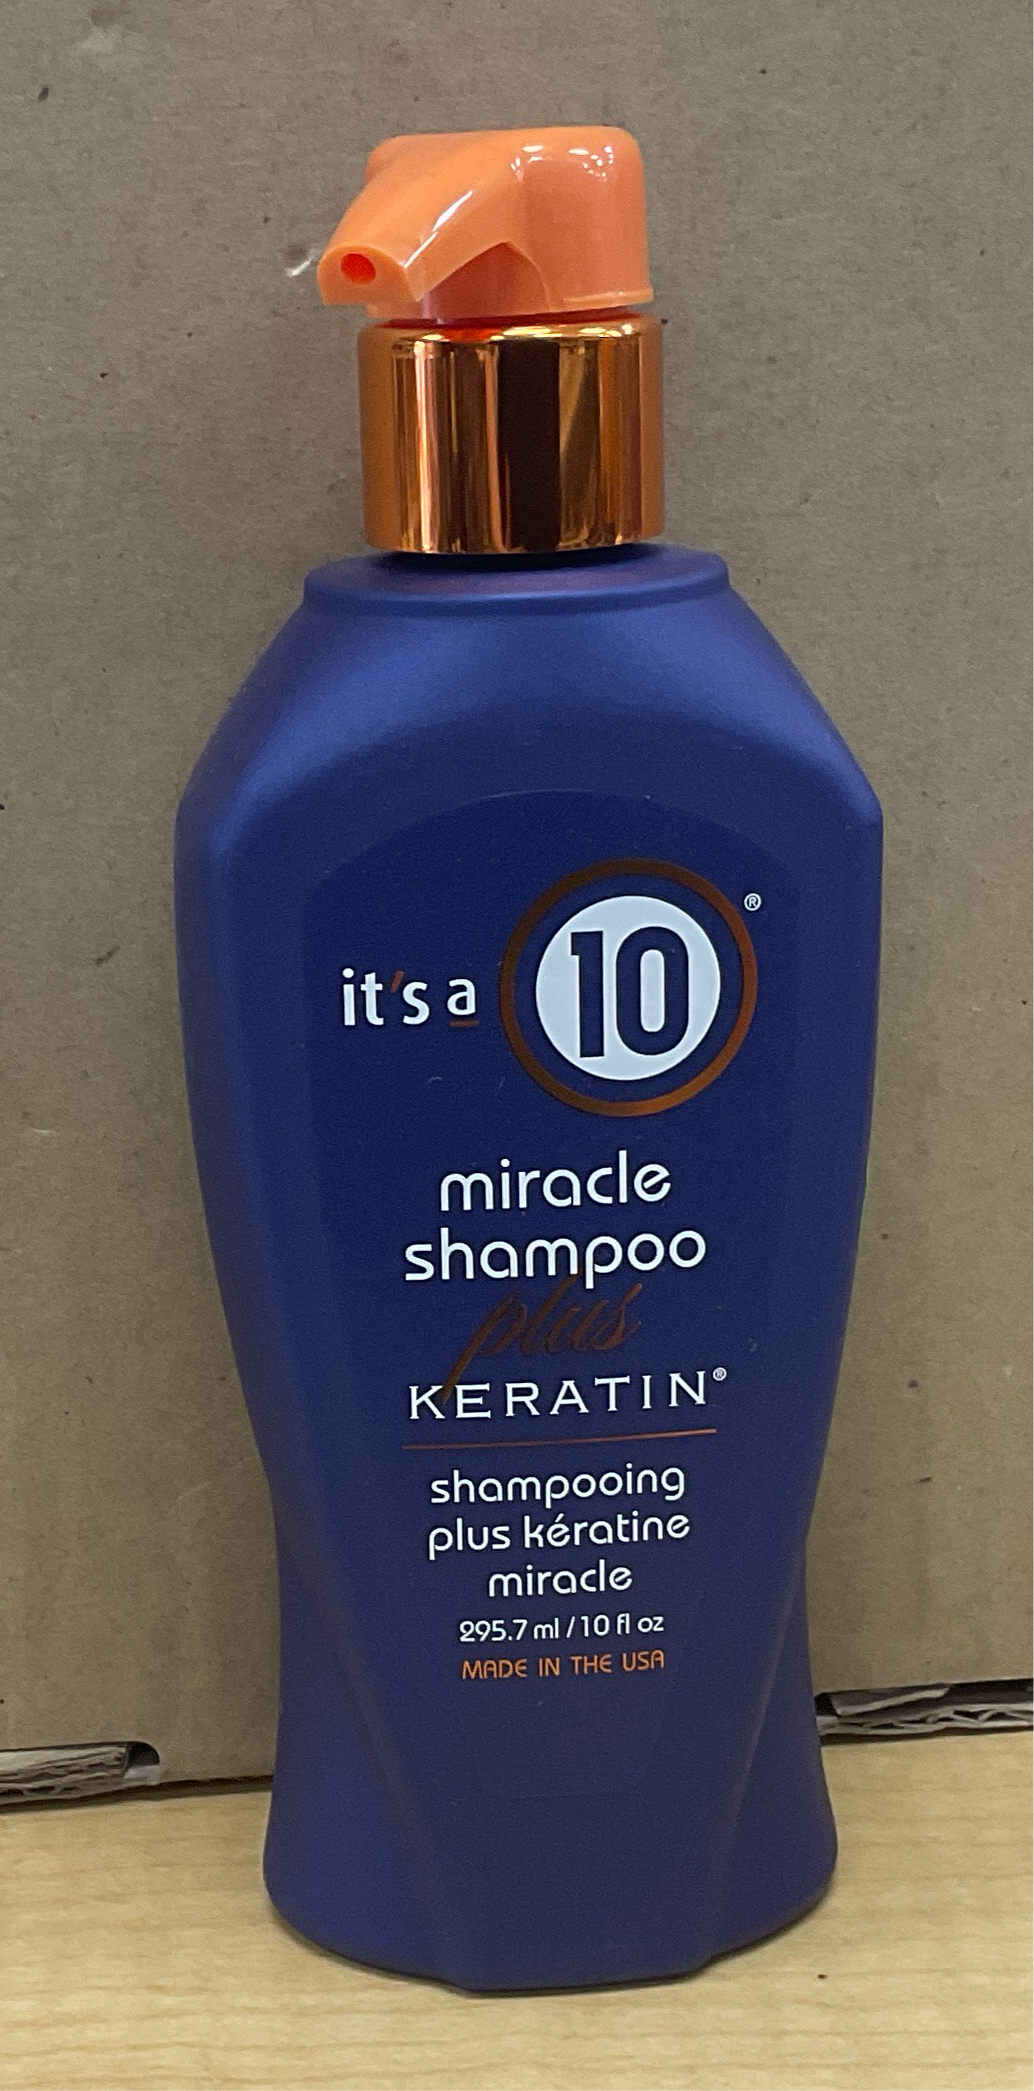 it's a 10®
miracle
shampoo
plus
KERATIN®
shampooing
plus kératine
miracle
295.7 ml / 10 fl oz
MADE IN THE USA